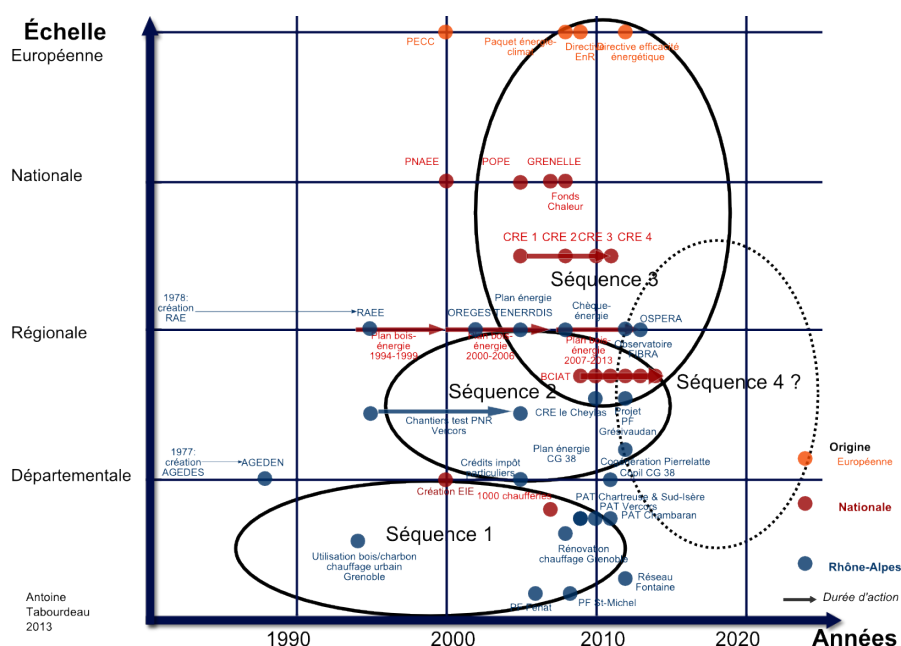 Échelle
Européenne
PECC
Paquet énergie-
climat
Directive
EnR
Directive efficacité
énergétique
Nationale
PNAEE
POPE
GRENELLE
Fonds
Chaleur
CRE 1
CRE 2
CRE 3
CRE 4
Séquence 3
1978:
création
RAE
RAEE
OREGES
TENERRDIS
Plan énergie
Chèque-
énergie
OSPERA
Régionale
Plan bois-
énergie
1994-1999
Plan bois-
énergie
2000-2006
Plan bois-
énergie
2007-2013
Observatoire
FIBRA
BCIAT
Séquence 4 ?
Séquence 2
Chantiers test PNR
Vercors
CRE le Cheylas
Projet
PF
Grésivaudan
1977:
création
AGEDES
AGEDEN
Plan énergie
CG 38
Origine
Européenne
Départementale
Crédits impôt
particuliers
Coopération Pierrelatte
Copil CG 38
Création EIE
1000 chaufferies
PAT Chartreuse & Sud-Isère
PAT Vercors
PAT Chambaran
Nationale
Séquence 1
Utilisation bois/charbon
chauffage urbain
Grenoble
Rénovation
chauffage Grenoble
Réseau
Fontaine
Rhône-Alpes
Durée d'action
PF St-Michel
Antoine
Tabourdeau
2013
1990
2000
2010
2020
Années